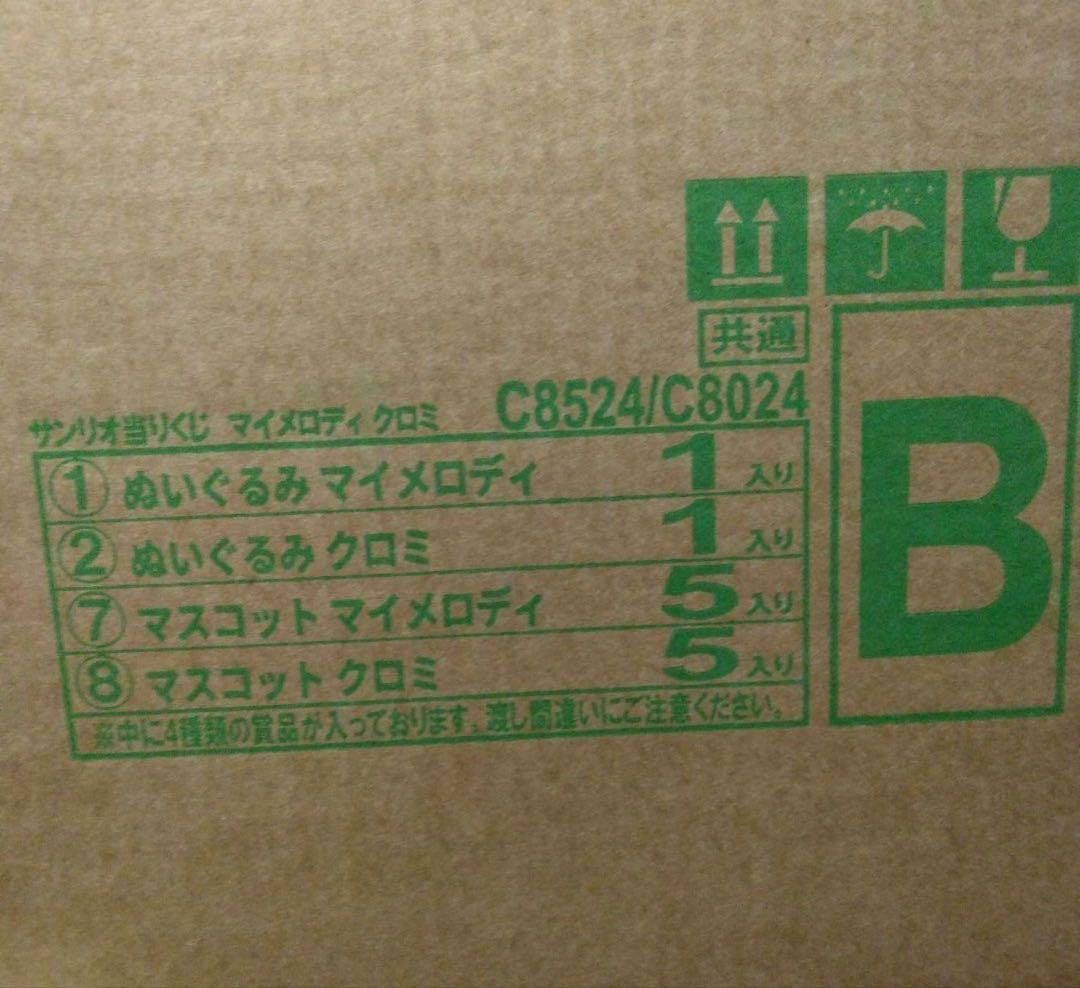 共通
サンリオ当りくじ マイメロディ クロミ C8524/C8024
B
① ぬいぐるみ マイメロディ 1 入り
② ぬいぐるみ クロミ 1 入り
⑦ マスコット マイメロディ 5 入り
⑧ マスコット クロミ 5 入り
※中に4種類の賞品が入っております。渡し間違いにご注意ください。